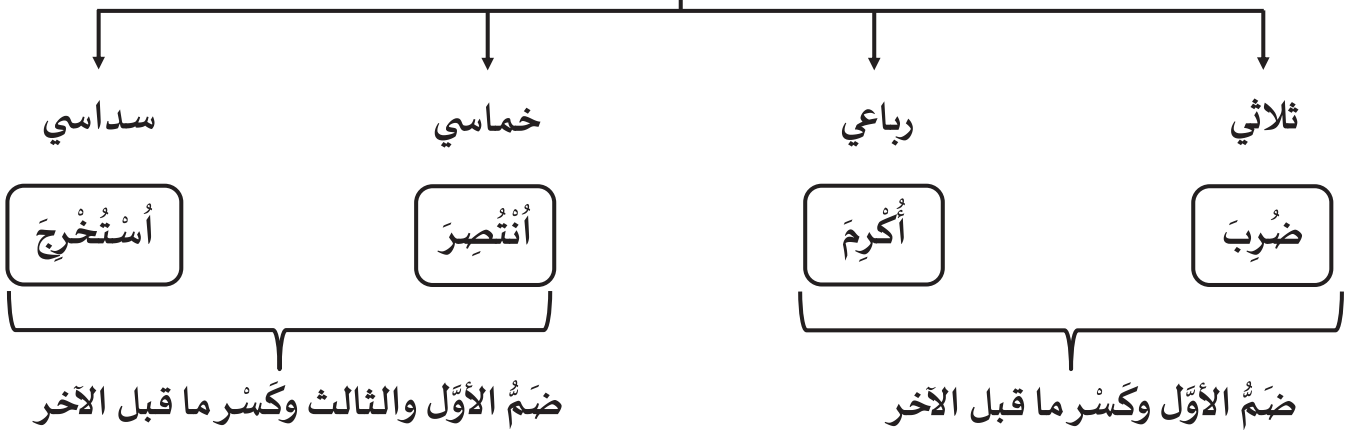 ثلاثي رباعي خماسي سداسي
ضُرِبَ أُكْرِمَ اُنْتُصِرَ اُسْتُخْرِجَ
ضَمُّ الأوَّل وكَسْر ما قبل الآخر ضَمُّ الأوَّل والثالث وكَسْر ما قبل الآخر